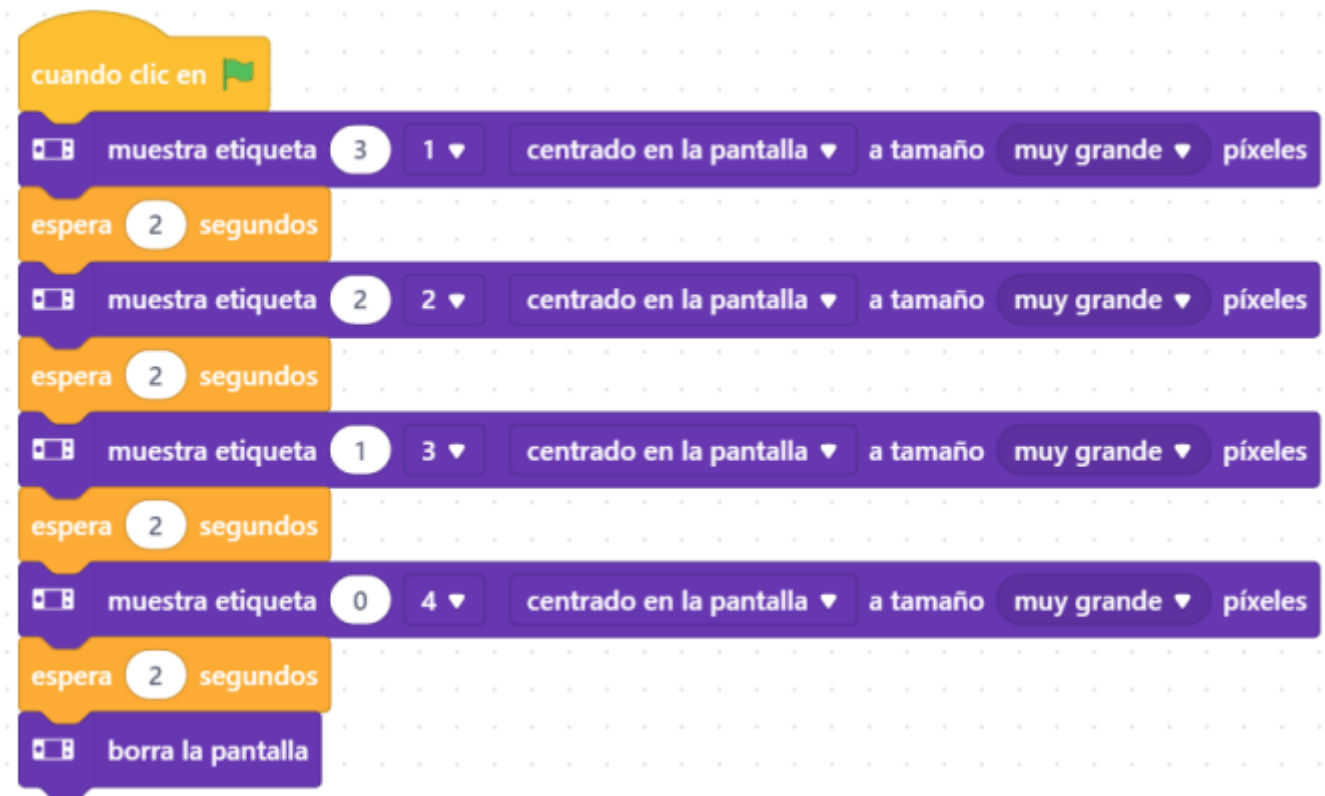 cuando clic en
muestra etiqueta 3 1 centrado en la pantalla a tamaño muy grande píxeles
espera 2 segundos
muestra etiqueta 2 2 centrado en la pantalla a tamaño muy grande píxeles
espera 2 segundos
muestra etiqueta 1 3 centrado en la pantalla a tamaño muy grande píxeles
espera 2 segundos
muestra etiqueta 0 4 centrado en la pantalla a tamaño muy grande píxeles
espera 2 segundos
borra la pantalla